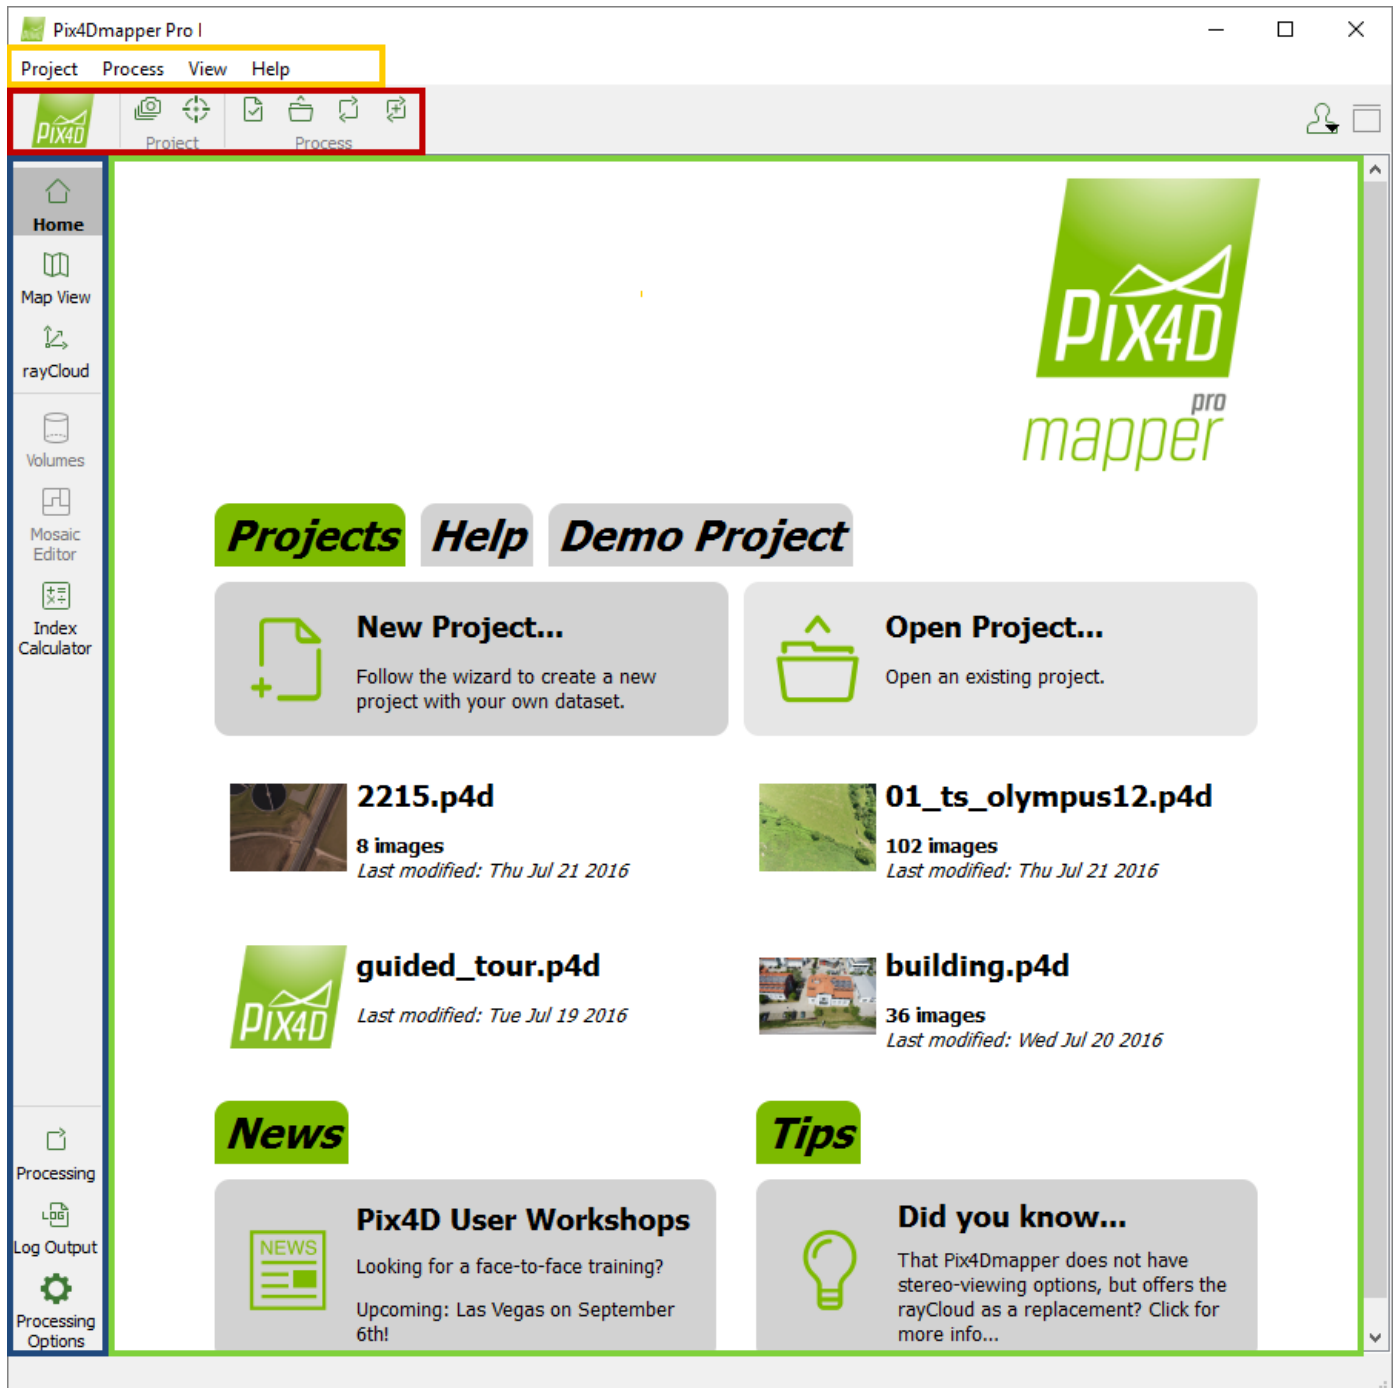 Pix4Dmapper Pro
Project Process View Help
PIX4D
Project Process
Home
Map View
rayCloud
Volumes
Mosaic
Editor
Index
Calculator
Processing
LOG
Log Output
Processing
Options
PIX4D
pro
mapper
Projects Help Demo Project
New Project...
Follow the wizard to create a new
project with your own dataset.
Open Project...
Open an existing project.
2215.p4d
8 images
Last modified: Thu Jul 21 2016
01_ts_olympus12.p4d
102 images
Last modified: Thu Jul 21 2016
PIX4D
guided_tour.p4d
Last modified: Tue Jul 19 2016
building.p4d
36 images
Last modified: Wed Jul 20 2016
News
NEWS
Pix4D User Workshops
Looking for a face-to-face training?
Upcoming: Las Vegas on September
6th!
Tips
Did you know...
That Pix4Dmapper does not have
stereo-viewing options, but offers the
rayCloud as a replacement? Click for
more info...